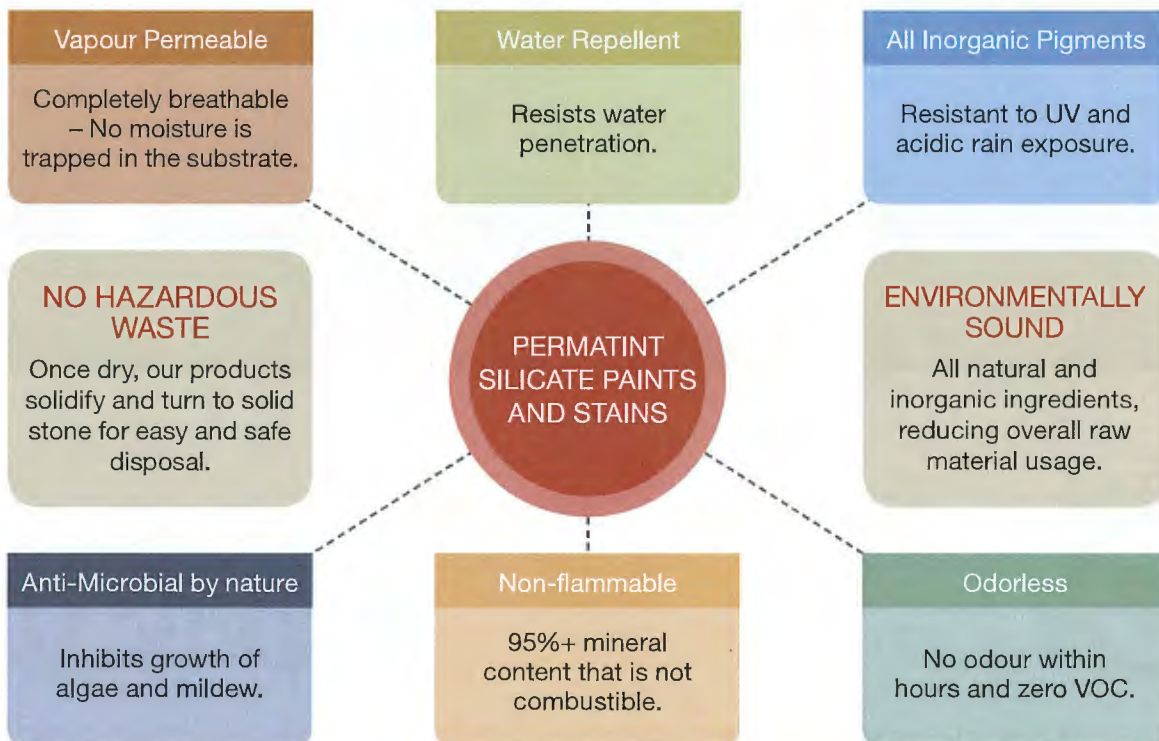 Vapour Permeable
Completely breathable
– No moisture is
trapped in the substrate.
Water Repellent
Resists water
penetration.
All Inorganic Pigments
Resistant to UV and
acidic rain exposure.
NO HAZARDOUS
WASTE
Once dry, our products
solidify and turn to solid
stone for easy and safe
disposal.
PERMATINT
SILICATE PAINTS
AND STAINS
ENVIRONMENTALLY
SOUND
All natural and
inorganic ingredients,
reducing overall raw
material usage.
Anti-Microbial by nature
Inhibits growth of
algae and mildew.
Non-flammable
95%+ mineral
content that is not
combustible.
Odorless
No odour within
hours and zero VOC.